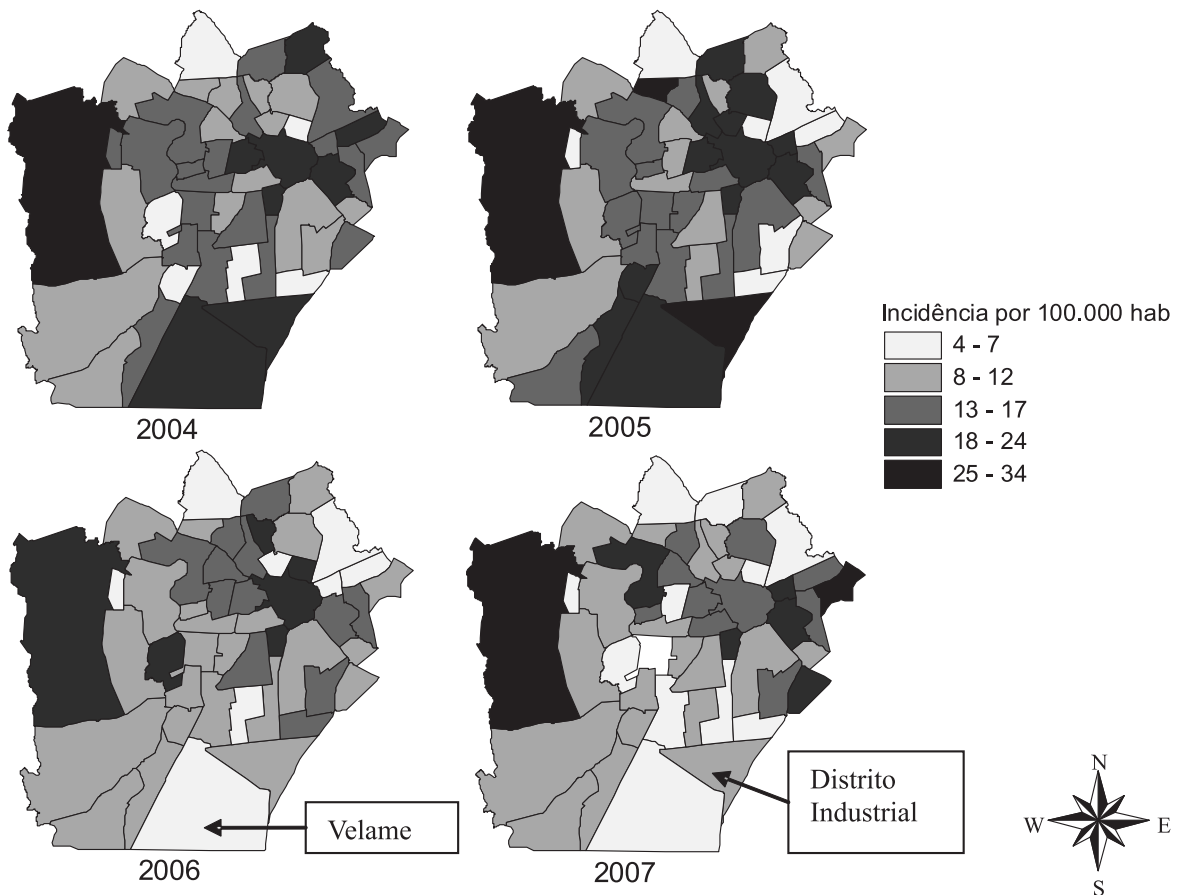 2004
2005
Incidência por 100.000 hab
4 - 7
8 - 12
13 - 17
18 - 24
25 - 34
Velame
2006
Distrito
Industrial
2007
N
W
E
S